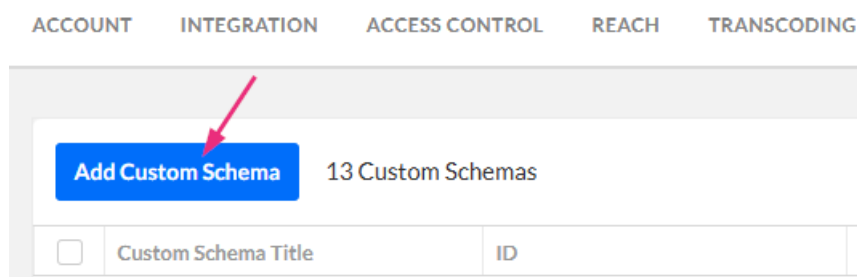 ACCOUNT INTEGRATION ACCESS CONTROL REACH TRANSCODING
Add Custom Schema 13 Custom Schemas
Custom Schema Title ID